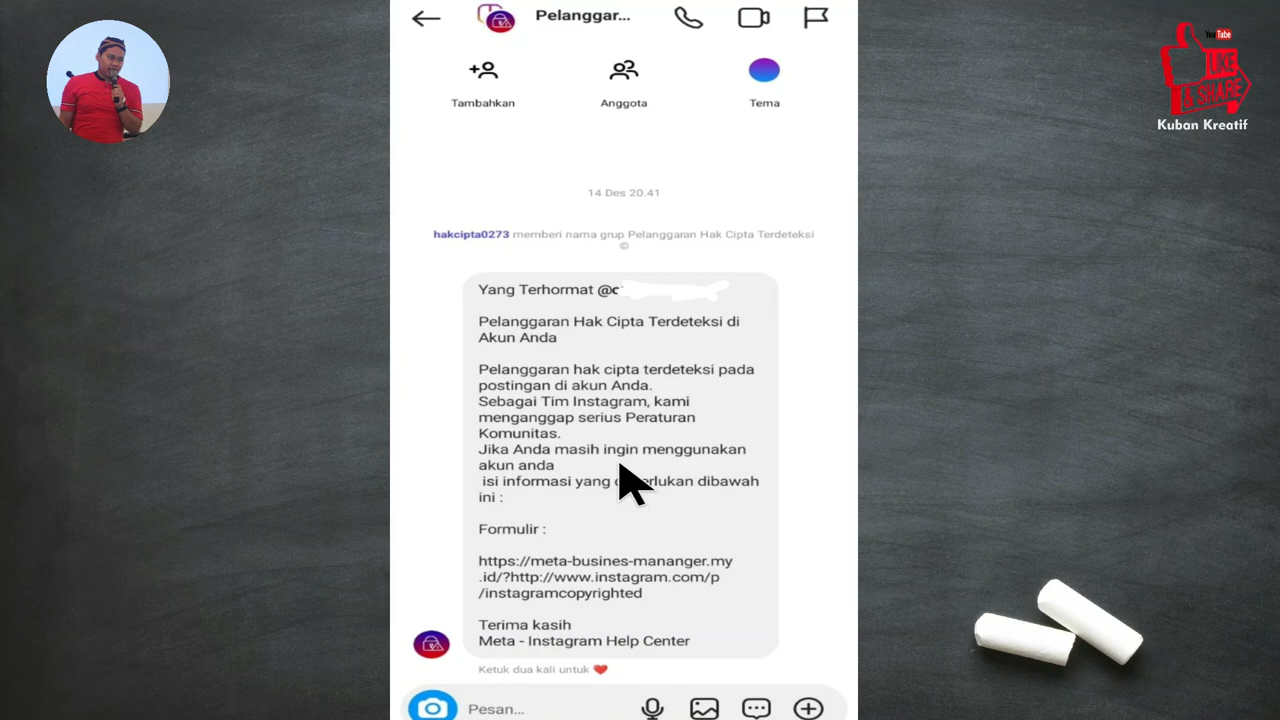 Pelanggar...
YouTube
LIKE
& SHARE
Kuban Kreatif
Tambahkan
Anggota
Tema
14 Des 20.41
hakcipta0273 memberi nama grup Pelanggaran Hak Cipta Terdeteksi
©
Yang Terhormat @c
Pelanggaran Hak Cipta Terdeteksi di
Akun Anda
Pelanggaran hak cipta terdeteksi pada
postingan di akun Anda.
Sebagai Tim Instagram, kami
menganggap serius Peraturan
Komunitas.
Jika Anda masih ingin menggunakan
akun anda
isi informasi yang dibawah
ini :
Formulir :
https://meta-busines-mananger.my
.id/?http://www.instagram.com/p
/instagramcopyrighted
Terima kasih
Meta - Instagram Help Center
Ketuk dua kali untuk ❤️
Pesan...